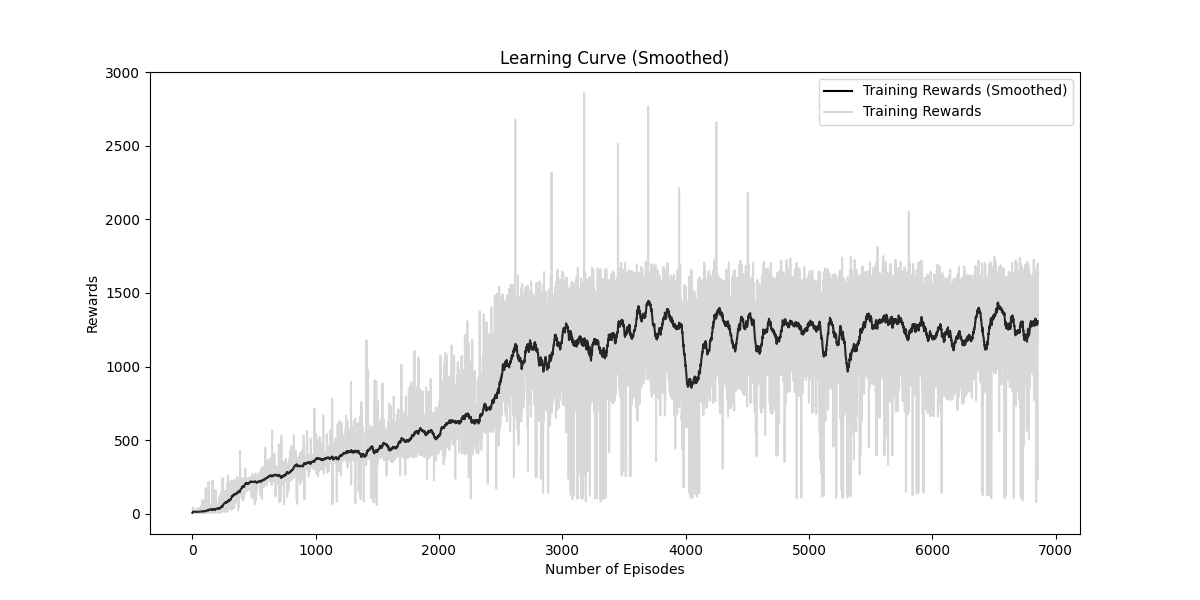 Learning Curve (Smoothed)
Training Rewards (Smoothed)
Training Rewards
Rewards
3000
2500
2000
1500
1000
500
0
0 1000 2000 3000 4000 5000 6000 7000
Number of Episodes